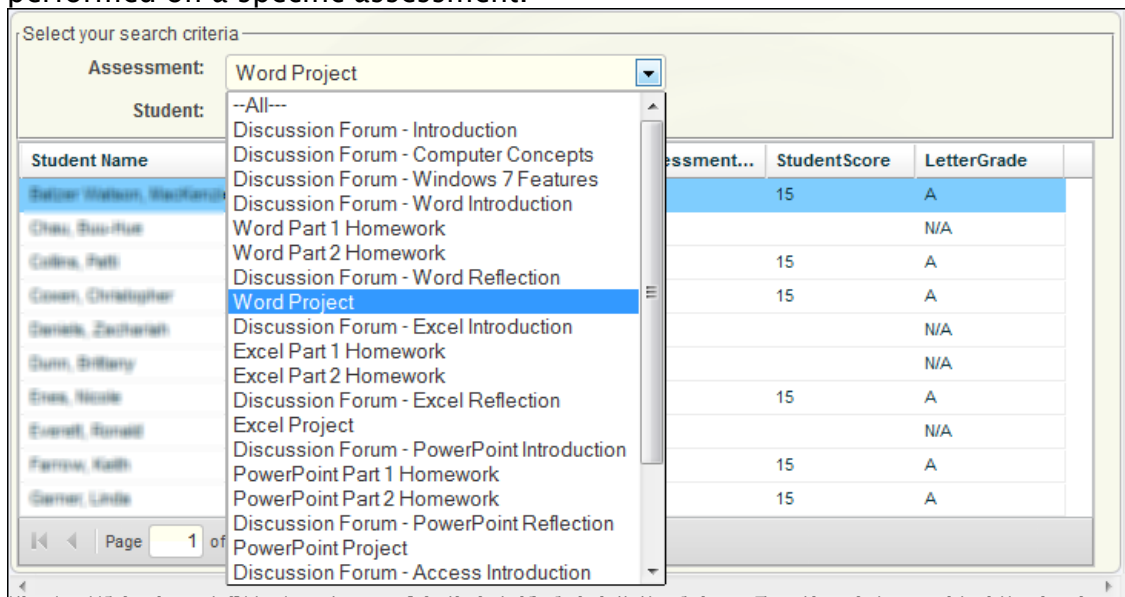 performed on a specific assessment.
Select your search criteria
Assessment: Word Project
Student:
--All---
Discussion Forum - Introduction
Discussion Forum - Computer Concepts
Discussion Forum - Windows 7 Features
Discussion Forum - Word Introduction
Word Part 1 Homework
Word Part 2 Homework
Discussion Forum - Word Reflection
Word Project
Discussion Forum - Excel Introduction
Excel Part 1 Homework
Excel Part 2 Homework
Discussion Forum - Excel Reflection
Excel Project
Discussion Forum - PowerPoint Introduction
PowerPoint Part 1 Homework
PowerPoint Part 2 Homework
Discussion Forum - PowerPoint Reflection
PowerPoint Project
Discussion Forum - Access Introduction
Student Name essment... StudentScore LetterGrade
15 A
N/A
15 A
15 A
N/A
N/A
15 A
N/A
15 A
15 A
Page 1 of